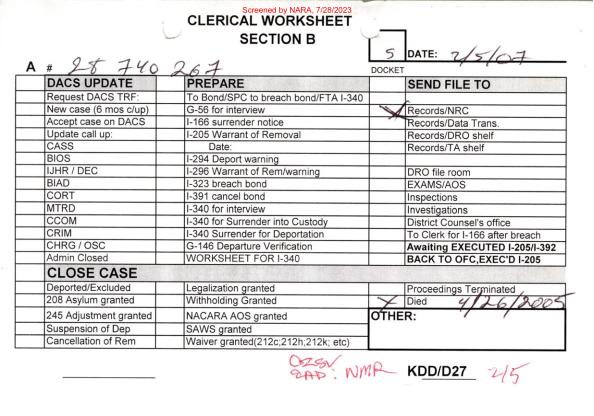 Screened by NARA, 7/28/2023
CLERICAL WORKSHEET
SECTION B
5 DATE: 2/5/07
A # 28 740 267 DOCKET
DACS UPDATE PREPARE SEND FILE TO
Request DACS TRF: To Bond/SPC to breach bond/FTA I-340
New case (6 mos c/up) G-56 for interview X Records/NRC
Accept case on DACS I-166 surrender notice Records/Data Trans.
Update call up: I-205 Warrant of Removal Records/DRO shelf
CASS Date: Records/TA shelf
BIOS I-294 Deport warning
IJHR / DEC I-296 Warrant of Rem/warning DRO file room
BIAD I-323 breach bond EXAMS/AOS
CORT I-391 cancel bond Inspections
MTRD I-340 for interview Investigations
CCOM I-340 for Surrender into Custody District Counsel's office
CRIM I-340 Surrender for Deportation To Clerk for I-166 after breach
CHRG / OSC G-146 Departure Verification Awaiting EXECUTED I-205/I-392
Admin Closed WORKSHEET FOR I-340 BACK TO OFC,EXEC'D I-205
CLOSE CASE
Deported/Excluded Legalization granted Proceedings Terminated
208 Asylum granted Withholding Granted X Died 4/26/2005
245 Adjustment granted NACARA AOS granted OTHER:
Suspension of Dep SAWS granted
Cancellation of Rem Waiver granted(212c;212h;212k; etc)
NMR KDD/D27 2/5